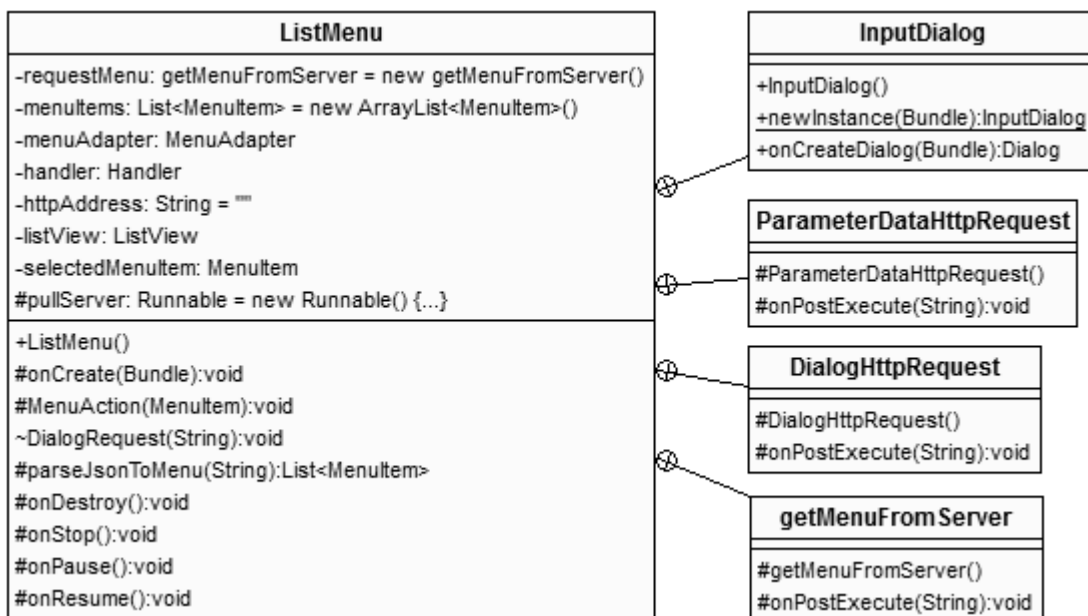 ListMenu
-requestMenu: getMenuFromServer = new getMenuFromServer()
-menuItems: List<MenuItem> = new ArrayList<MenuItem>()
-menuAdapter: MenuAdapter
-handler: Handler
-httpAddress: String = ""
-listView: ListView
-selectedMenuItem: MenuItem
#pullServer: Runnable = new Runnable() {...}
+ListMenu()
#onCreate(Bundle):void
#MenuAction(MenuItem):void
~DialogRequest(String):void
#parseJsonToMenu(String):List<MenuItem>
#onDestroy():void
#onStop():void
#onPause():void
#onResume():void
InputDialog
+InputDialog()
+newInstance(Bundle):InputDialog
+onCreateDialog(Bundle):Dialog
ParameterDataHttpRequest
#ParameterDataHttpRequest()
#onPostExecute(String):void
DialogHttpRequest
#DialogHttpRequest()
#onPostExecute(String):void
getMenuFromServer
#getMenuFromServer()
#onPostExecute(String):void